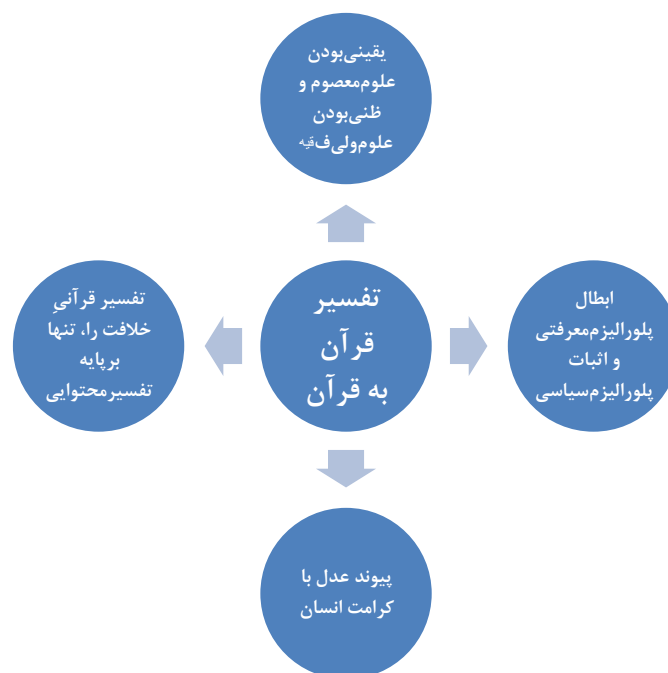 یقینی‌بودن
علوم‌معصوم و
ظنی‌بودن
علوم‌ولی‌فقیه
تفسیر قرآنیِ
خلافت را، تنها
برپایه
تفسیرمحتوایی
تفسیر
قرآن
به قرآن
ابطال
پلورالیزم‌معرفتی
و اثبات
پلورالیزم‌سیاسی
پیوند عدل با
کرامت انسان